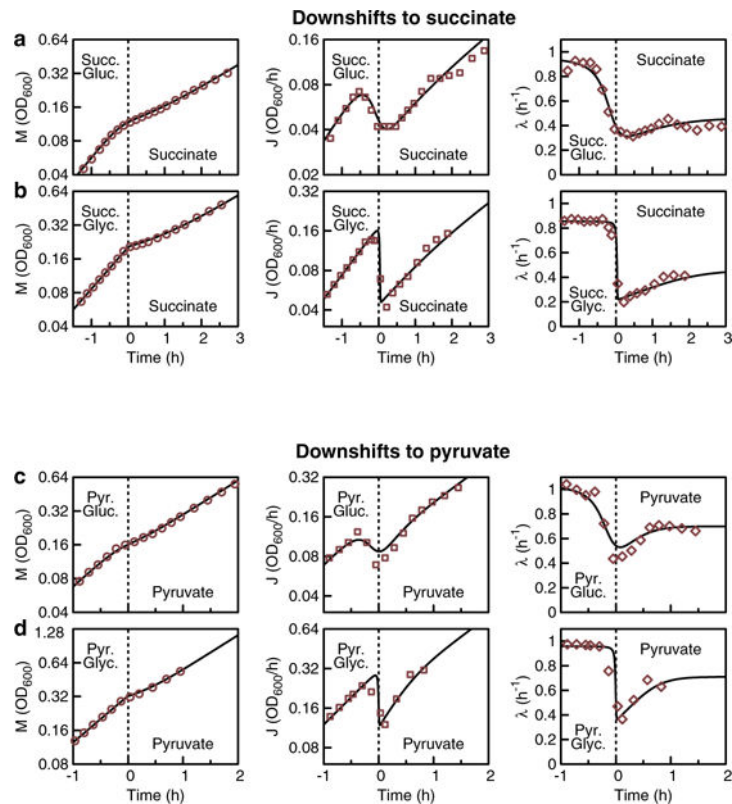 Downshifts to succinate
a
M (OD600)
0.64
0.32
0.16
0.08
0.04
Succ.
Gluc.
Succinate
J (OD600/h)
0.16
0.08
0.04
0.02
Succ.
Gluc.
Succinate
λ (h-1)
1
0.8
0.6
0.4
0.2
0
Succinate
Succ.
Gluc.
b
M (OD600)
0.64
0.32
0.16
0.08
0.04
Succ.
Glyc.
Succinate
-1 0 1 2 3
Time (h)
J (OD600/h)
0.32
0.16
0.08
0.04
Succ.
Glyc.
Succinate
-1 0 1 2 3
Time (h)
λ (h-1)
1
0.8
0.6
0.4
0.2
0
Succinate
Succ.
Glyc.
-1 0 1 2 3
Time (h)
Downshifts to pyruvate
c
M (OD600)
0.64
0.32
0.16
0.08
0.04
Pyr.
Gluc.
Pyruvate
J (OD600/h)
0.32
0.16
0.08
0.04
Pyr.
Gluc.
Pyruvate
λ (h-1)
1
0.8
0.6
0.4
0.2
0
Pyruvate
Pyr.
Gluc.
d
M (OD600)
1.28
0.64
0.32
0.16
0.08
Pyr.
Glyc.
Pyruvate
-1 0 1 2
Time (h)
J (OD600/h)
0.64
0.32
0.16
0.08
Pyr.
Glyc.
Pyruvate
-1 0 1 2
Time (h)
λ (h-1)
1
0.8
0.6
0.4
0.2
0
Pyruvate
Pyr.
Glyc.
-1 0 1 2
Time (h)